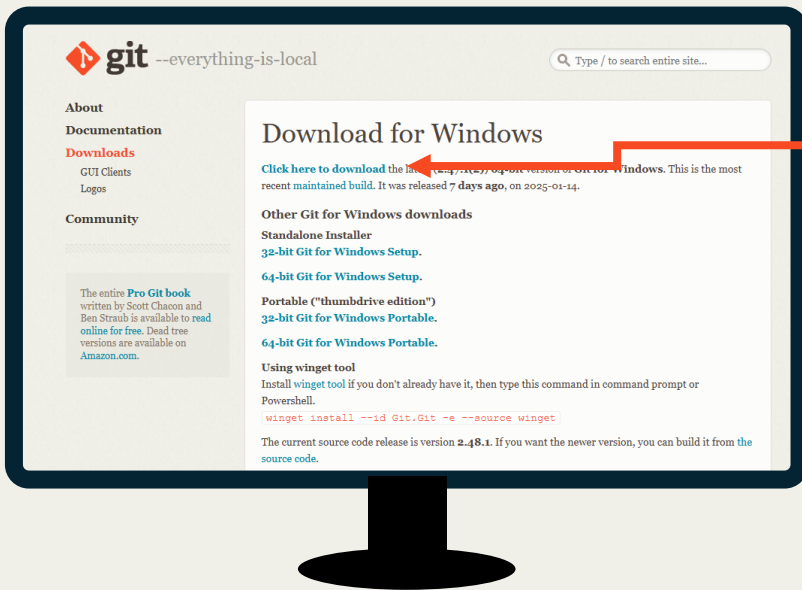 git --everything-is-local
Type / to search entire site...
About
Documentation
Downloads
GUI Clients
Logos
Community
The entire Pro Git book
written by Scott Chacon and
Ben Straub is available to read
online for free. Dead tree
versions are available on
Amazon.com.
Download for Windows
Click here to download the (2.47.1(2)) 64-bit version of Git for Windows. This is the most
recent maintained build. It was released 7 days ago, on 2025-01-14.
Other Git for Windows downloads
Standalone Installer
32-bit Git for Windows Setup.
64-bit Git for Windows Setup.
Portable ("thumbdrive edition")
32-bit Git for Windows Portable.
64-bit Git for Windows Portable.
Using winget tool
Install winget tool if you don't already have it, then type this command in command prompt or
Powershell.
winget install --id Git.Git -e --source winget
The current source code release is version 2.48.1. If you want the newer version, you can build it from the
source code.